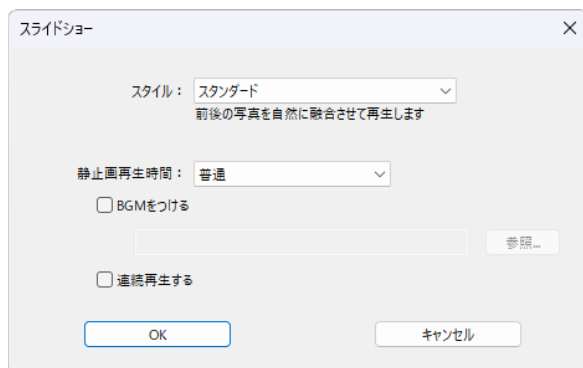 スライドショー
スタイル： スタンダード
前後の写真を自然に融合させて再生します
静止画再生時間： 普通
BGMをつける
参照...
連続再生する
OK キャンセル